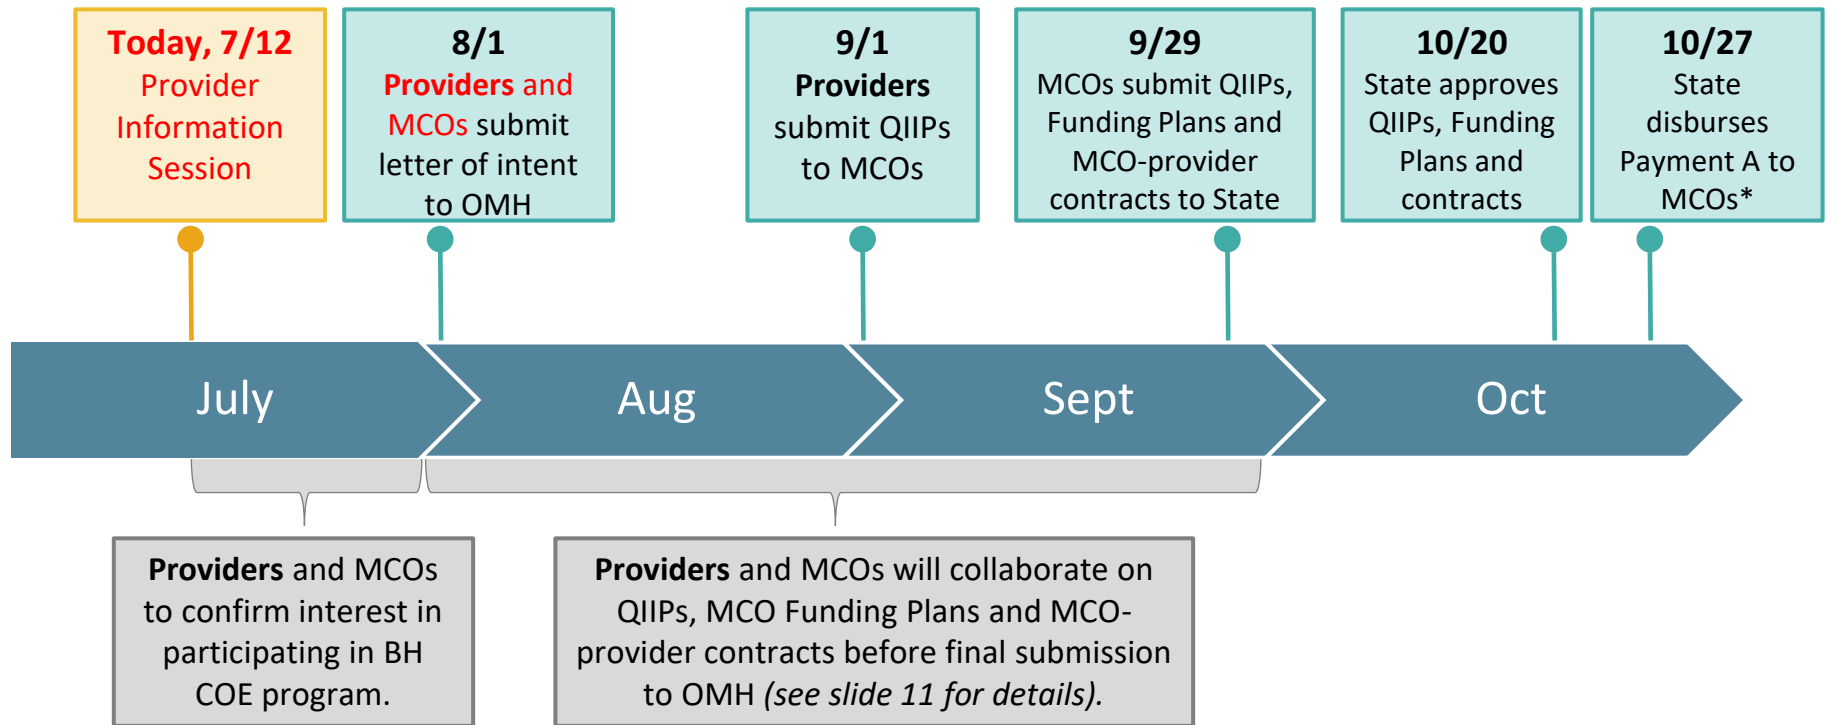 Today, 7/12
Provider
Information
Session
8/1
Providers and
MCOs submit
letter of intent
to OMH
9/1
Providers
submit QIIPs
to MCOs
9/29
MCOs submit QIIPs,
Funding Plans and
MCO-provider
contracts to State
10/20
State approves
QIIPs, Funding
Plans and
contracts
10/27
State
disburses
Payment A to
MCOs*
July
Aug
Sept
Oct
Providers and MCOs
to confirm interest in
participating in BH
COE program.
Providers and MCOs will collaborate on
QIIPs, MCO Funding Plans and MCO-
provider contracts before final submission
to OMH (see slide 11 for details).